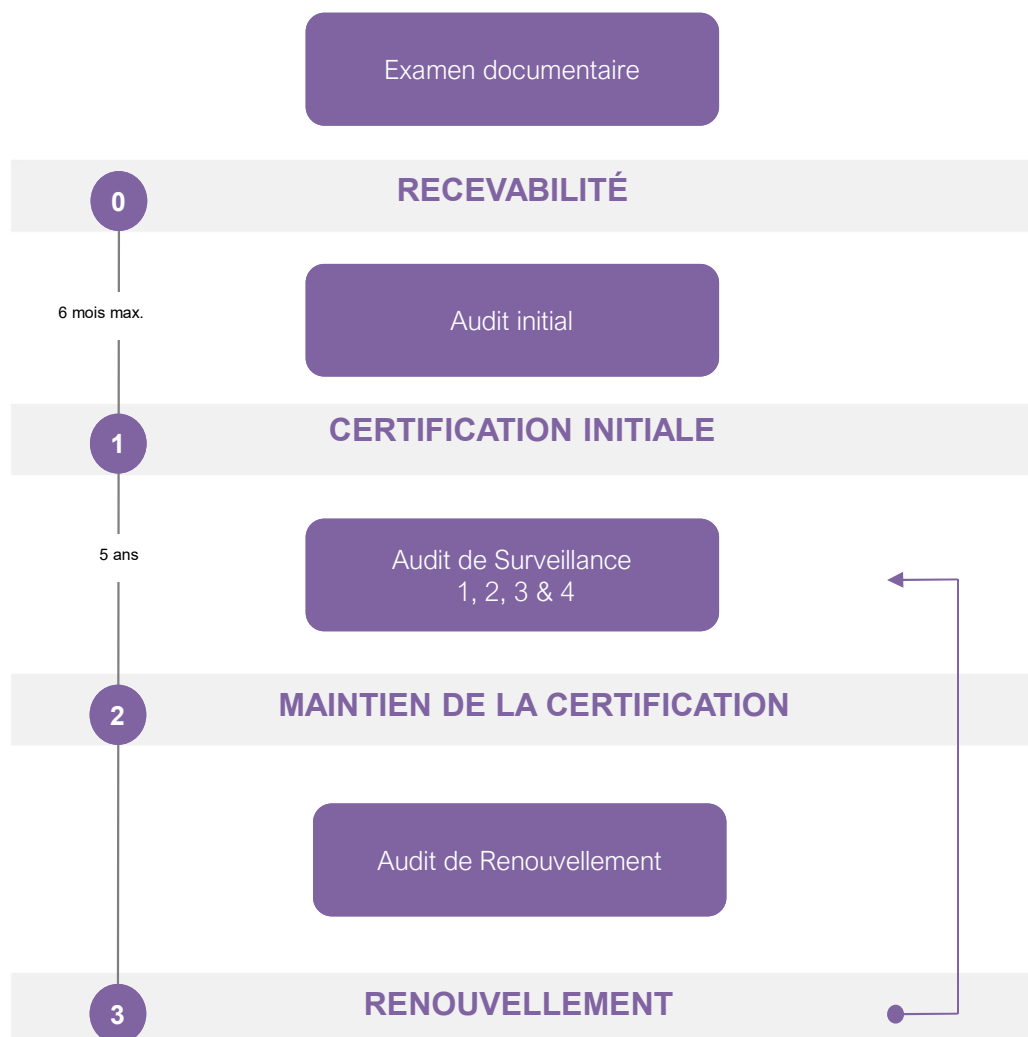 Examen documentaire
0
RECEVABILITÉ
6 mois max.
Audit initial
1
CERTIFICATION INITIALE
5 ans
Audit de Surveillance
1, 2, 3 & 4
2
MAINTIEN DE LA CERTIFICATION
Audit de Renouvellement
3
RENOUVELLEMENT